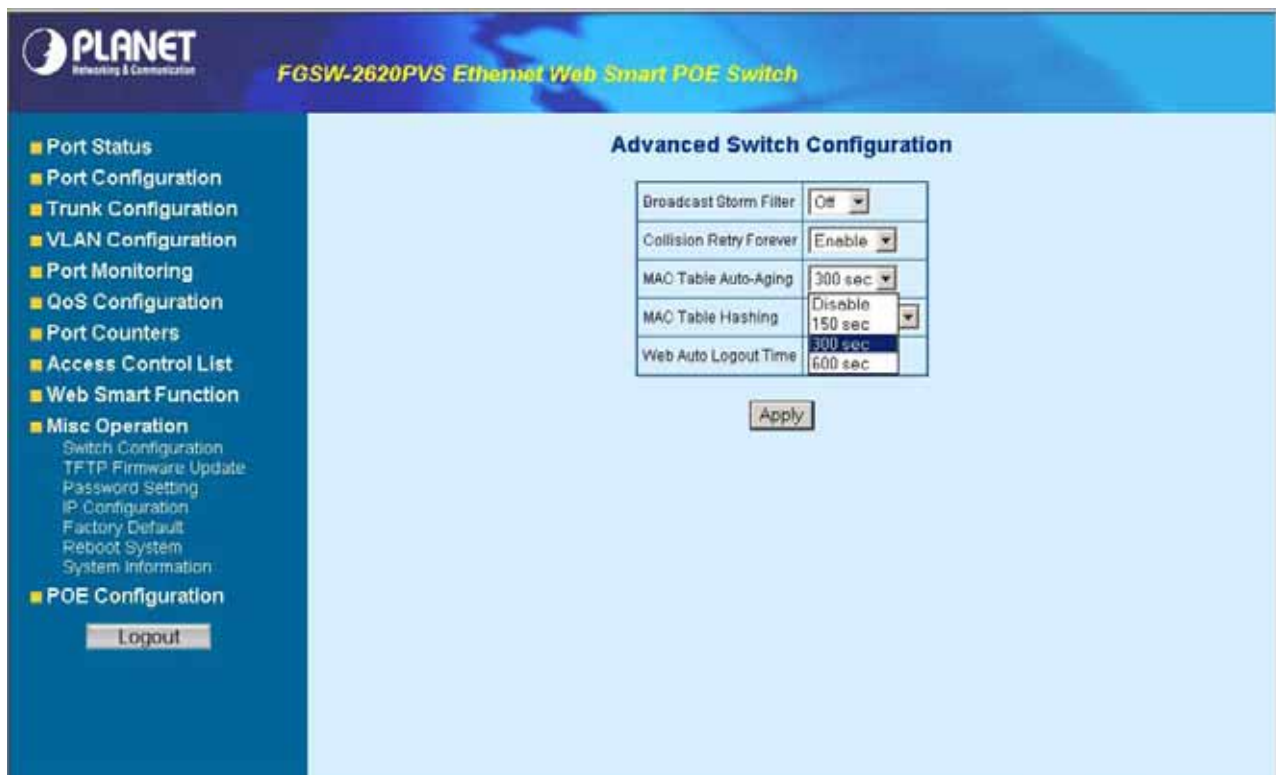 PLANET
Networking & Communication
FGSW-2620PVS Ethernet Web Smart POE Switch
Port Status
Port Configuration
Trunk Configuration
VLAN Configuration
Port Monitoring
QoS Configuration
Port Counters
Access Control List
Web Smart Function
Misc Operation
Switch Configuration
TFTP Firmware Update
Password Setting
IP Configuration
Factory Default
Reboot System
System Information
POE Configuration
Logout
Advanced Switch Configuration
Broadcast Storm Filter Off
Collision Retry Forever Enable
MAC Table Auto-Aging 300 sec
Disable
MAC Table Hashing 150 sec
300 sec
Web Auto Logout Time 600 sec
Apply